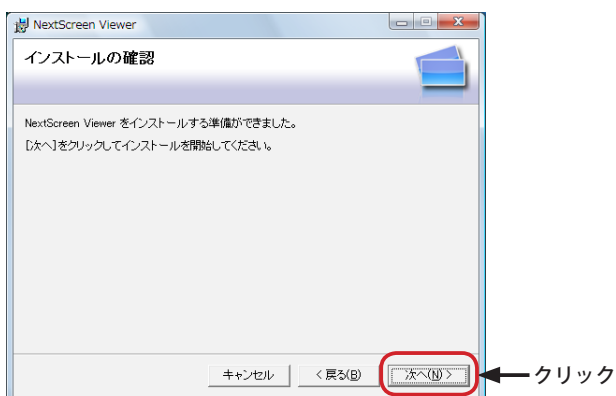 NextScreen Viewer
インストールの確認
NextScreen Viewer をインストールする準備ができました。
[次へ]をクリックしてインストールを開始してください。
キャンセル
< 戻る(B)
次へ(N) >
クリック